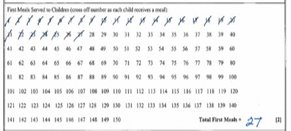 First Meals Served to Children (cross off number as each child receives a meal)
1 2 3 4 5 6 7 8 9 10 11 12 13 14 15 16 17 18 19 20
21 22 23 24 25 26 27 28 29 30 31 32 33 34 35 36 37 38 39 40
41 42 43 44 45 46 47 48 49 50 51 52 53 54 55 56 57 58 59 60
61 62 63 64 65 66 67 68 69 70 71 72 73 74 75 76 77 78 79 80
81 82 83 84 85 86 87 88 89 90 91 92 93 94 95 96 97 98 99 100
101 102 103 104 105 106 107 108 109 110 111 112 113 114 115 116 117 118 119 120
121 122 123 124 125 126 127 128 129 130 131 132 133 134 135 136 137 138 139 140
141 142 143 144 145 146 147 148 149 150 Total First Meals + 27 [2]